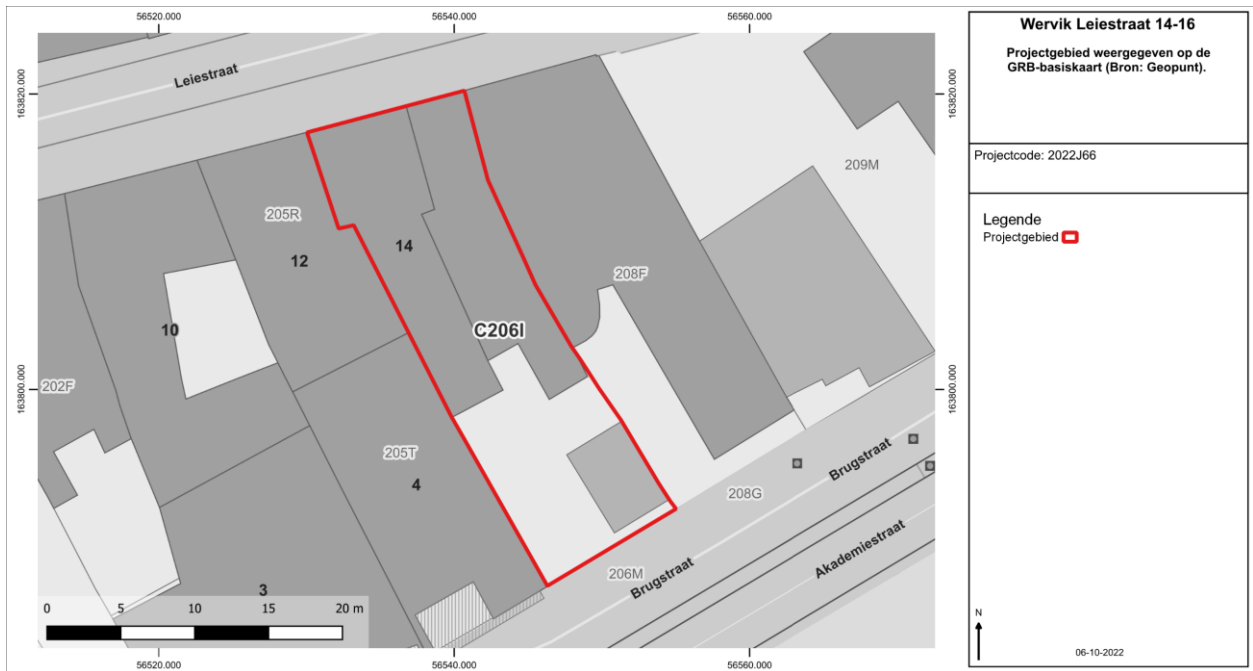 56520.000
56540.000
56560.000
163820.000
163820.000
Leiestraat
209M
205R
12
14
208F
10
C206I
202F
163800.000
163800.000
205T
4
Brugstraat
208G
206M
Brugstraat
Akademiestraat
3
0 5 10 15 20 m
56520.000
56540.000
56560.000
Wervik Leiestraat 14-16
Projectgebied weergegeven op de
GRB-basiskaart (Bron: Geopunt).
Projectcode: 2022J66
Legende
Projectgebied
N
06-10-2022